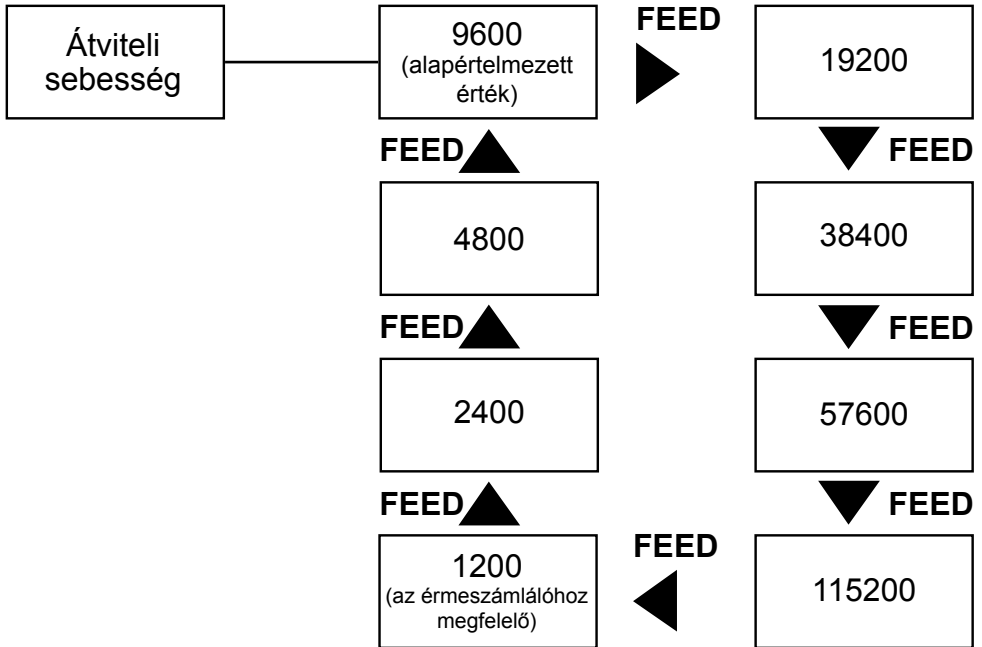 Átviteli
sebesség
9600
(alapértelmezett
érték)
FEED
19200
FEED
FEED
4800
38400
FEED
FEED
2400
57600
FEED
FEED
1200
(az érmeszámlálóhoz
megfelelő)
FEED
115200